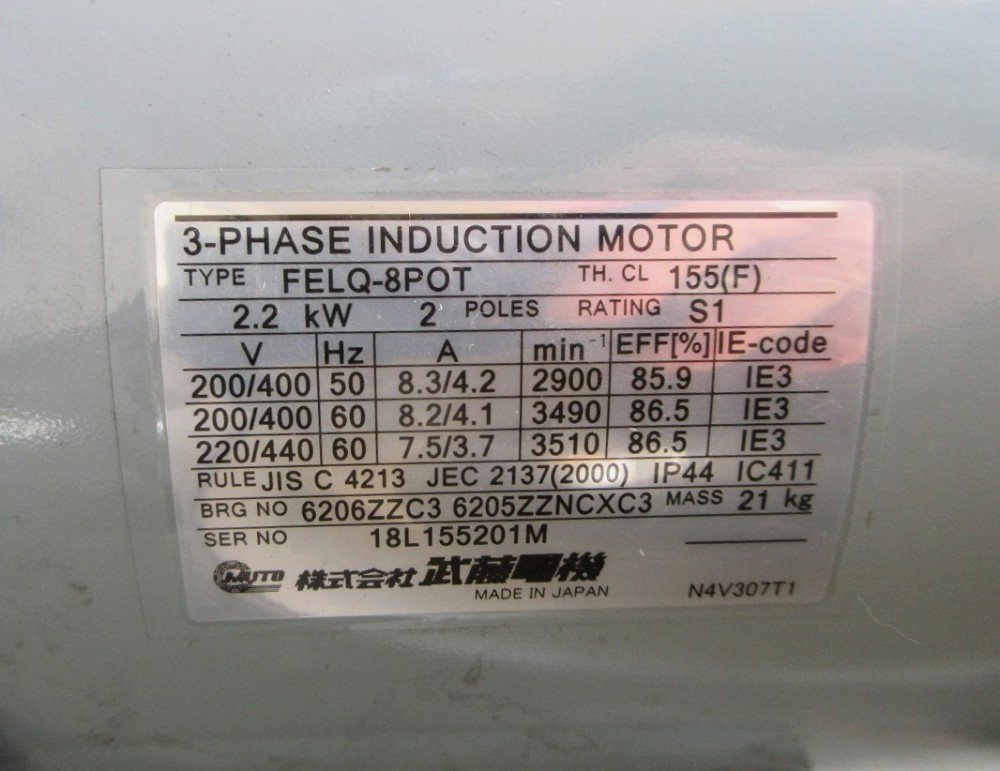 3-PHASE INDUCTION MOTOR
TYPE FELQ-8POT TH. CL 155(F)
2.2 kW 2 POLES RATING S1
V Hz A min⁻¹ EFF[%] IE-code
200/400 50 8.3/4.2 2900 85.9 IE3
200/400 60 8.2/4.1 3490 86.5 IE3
220/440 60 7.5/3.7 3510 86.5 IE3
RULE JIS C 4213 JEC 2137(2000) IP44 IC411
BRG NO 6206ZZC3 6205ZZNCXC3 MASS 21 kg
SER NO 18L155201M
MUTO 株式会社 武藤電機
MADE IN JAPAN N4V307T1